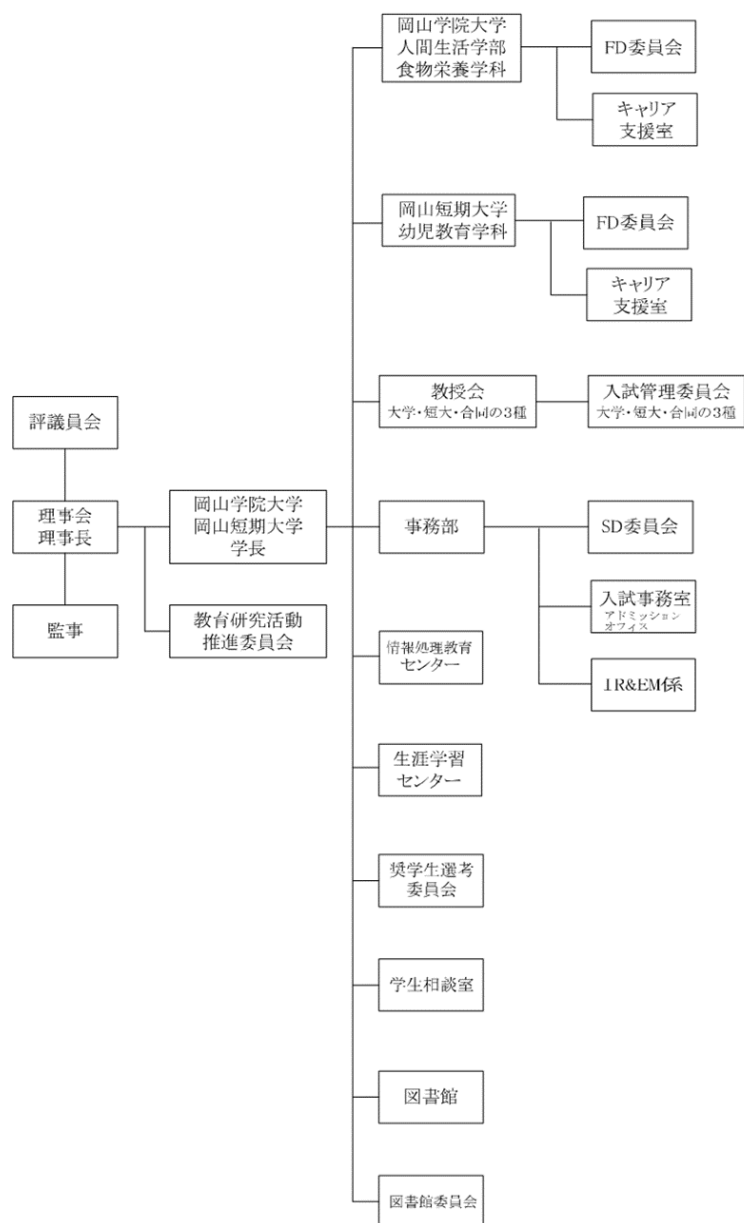 岡山学院大学
人間生活学部
食物栄養学科
FD委員会
キャリア
支援室
岡山短期大学
幼児教育学科
FD委員会
キャリア
支援室
教授会
大学・短大・合同の3種
入試管理委員会
大学・短大・合同の3種
評議員会
理事会
理事長
監事
岡山学院大学
岡山短期大学
学長
教育研究活動
推進委員会
事務部
SD委員会
入試事務室
アドミッション
オフィス
IR&EM係
情報処理教育
センター
生涯学習
センター
奨学生選考
委員会
学生相談室
図書館
図書館委員会